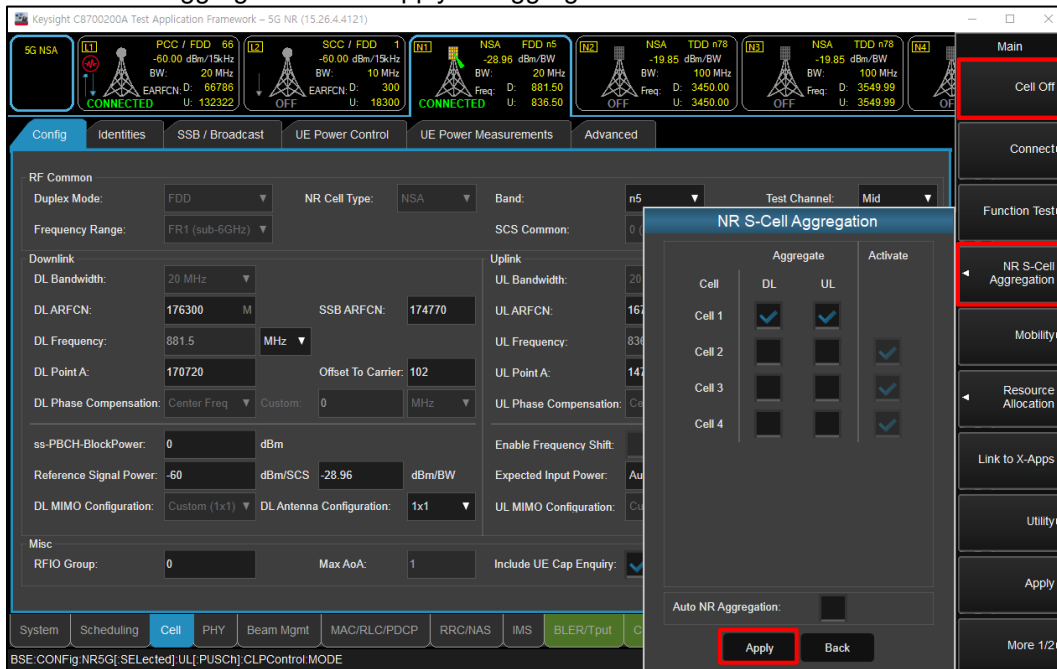 Keysight C8700200A Test Application Framework – 5G NR (15.26.4.4121)
5G NSA
L1 PCC / FDD 66
-60.00 dBm/15kHz
BW: 20 MHz
EARFCN: D: 66786
U: 132322
CONNECTED
L2 SCC / FDD 1
-60.00 dBm/15kHz
BW: 10 MHz
EARFCN: D: 300
U: 18300
OFF
N1 NSA FDD n5
-28.96 dBm/BW
BW: 20 MHz
Freq: D: 881.50
U: 836.50
CONNECTED
N2 NSA TDD n78
-19.85 dBm/BW
BW: 100 MHz
Freq: D: 3450.00
U: 3450.00
OFF
N3 NSA TDD n78
-19.85 dBm/BW
BW: 100 MHz
Freq: D: 3549.99
U: 3549.99
OFF
N4
Main
Cell Off
Connect
Function Test
NR S-Cell
Aggregation
Mobility
Resource
Allocation
Link to X-Apps
Utility
Apply
More 1/2
Config Identities SSB / Broadcast UE Power Control UE Power Measurements Advanced
RF Common
Duplex Mode: FDD NR Cell Type: NSA Band: n5 Test Channel: Mid
Frequency Range: FR1 (sub-6GHz) SCS Common: 0 (
Downlink
DL Bandwidth: 20 MHz
DL ARFCN: 176300 M SSB ARFCN: 174770
DL Frequency: 881.5 MHz
DL Point A: 170720 Offset To Carrier: 102
DL Phase Compensation: Center Freq Custom: 0 MHz
ss-PBCH-BlockPower: 0 dBm
Reference Signal Power: -60 dBm/SCS -28.96 dBm/BW
DL MIMO Configuration: Custom (1x1) DL Antenna Configuration: 1x1
Uplink
UL Bandwidth: 20
UL ARFCN: 167
UL Frequency: 836
UL Point A: 147
UL Phase Compensation: Ce
Enable Frequency Shift:
Expected Input Power: Au
UL MIMO Configuration: Cu
Misc
RFIO Group: 0 Max AoA: 1 Include UE Cap Enquiry:
NR S-Cell Aggregation
Aggregate Activate
Cell DL UL
Cell 1
Cell 2
Cell 3
Cell 4
Auto NR Aggregation:
Apply Back
System Scheduling Cell PHY Beam Mgmt MAC/RLC/PDCP RRC/NAS IMS BLER/Tput C
BSE:CONFig:NR5G[:SELected]:UL[:PUSCh]:CLPControl:MODE